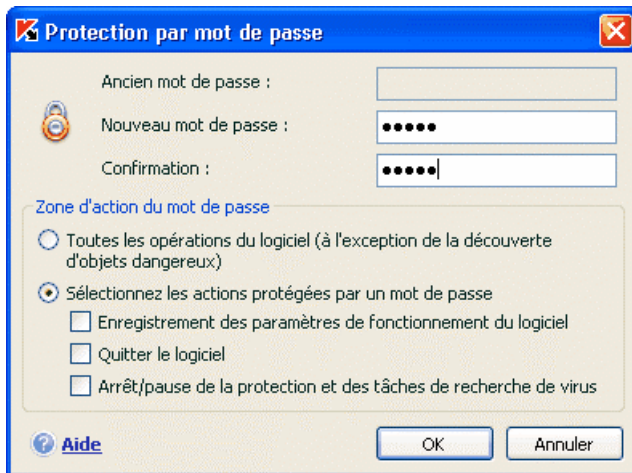 Protection par mot de passe
Ancien mot de passe :
Nouveau mot de passe : •••••
Confirmation : •••••
Zone d'action du mot de passe
Toutes les opérations du logiciel (à l'exception de la découverte
d'objets dangereux)
Sélectionnez les actions protégées par un mot de passe
Enregistrement des paramètres de fonctionnement du logiciel
Quitter le logiciel
Arrêt/pause de la protection et des tâches de recherche de virus
Aide OK Annuler